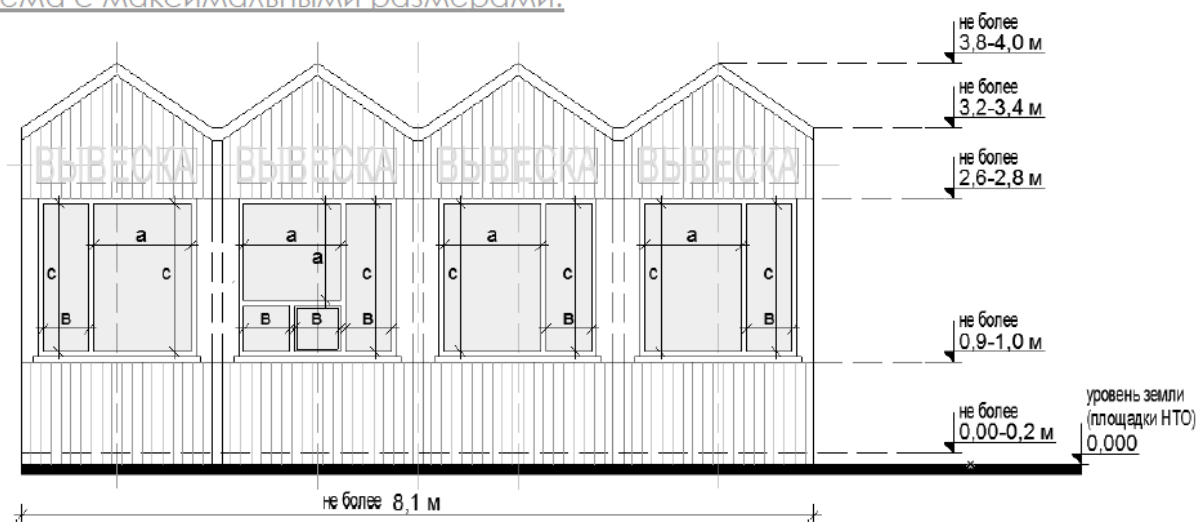 ема с максимальными размерами.
не более
3,8-4,0 м
не более
3,2-3,4 м
ВЫВЕСКА ВЫВЕСКА ВЫВЕСКА ВЫВЕСКА
не более
2,6-2,8 м
а а а а
а
с с с с с с с
в в в в в в
не более
0,9-1,0 м
не более
0,00-0,2 м
уровень земли
(площадки НТО)
0,000
не более 8,1 м